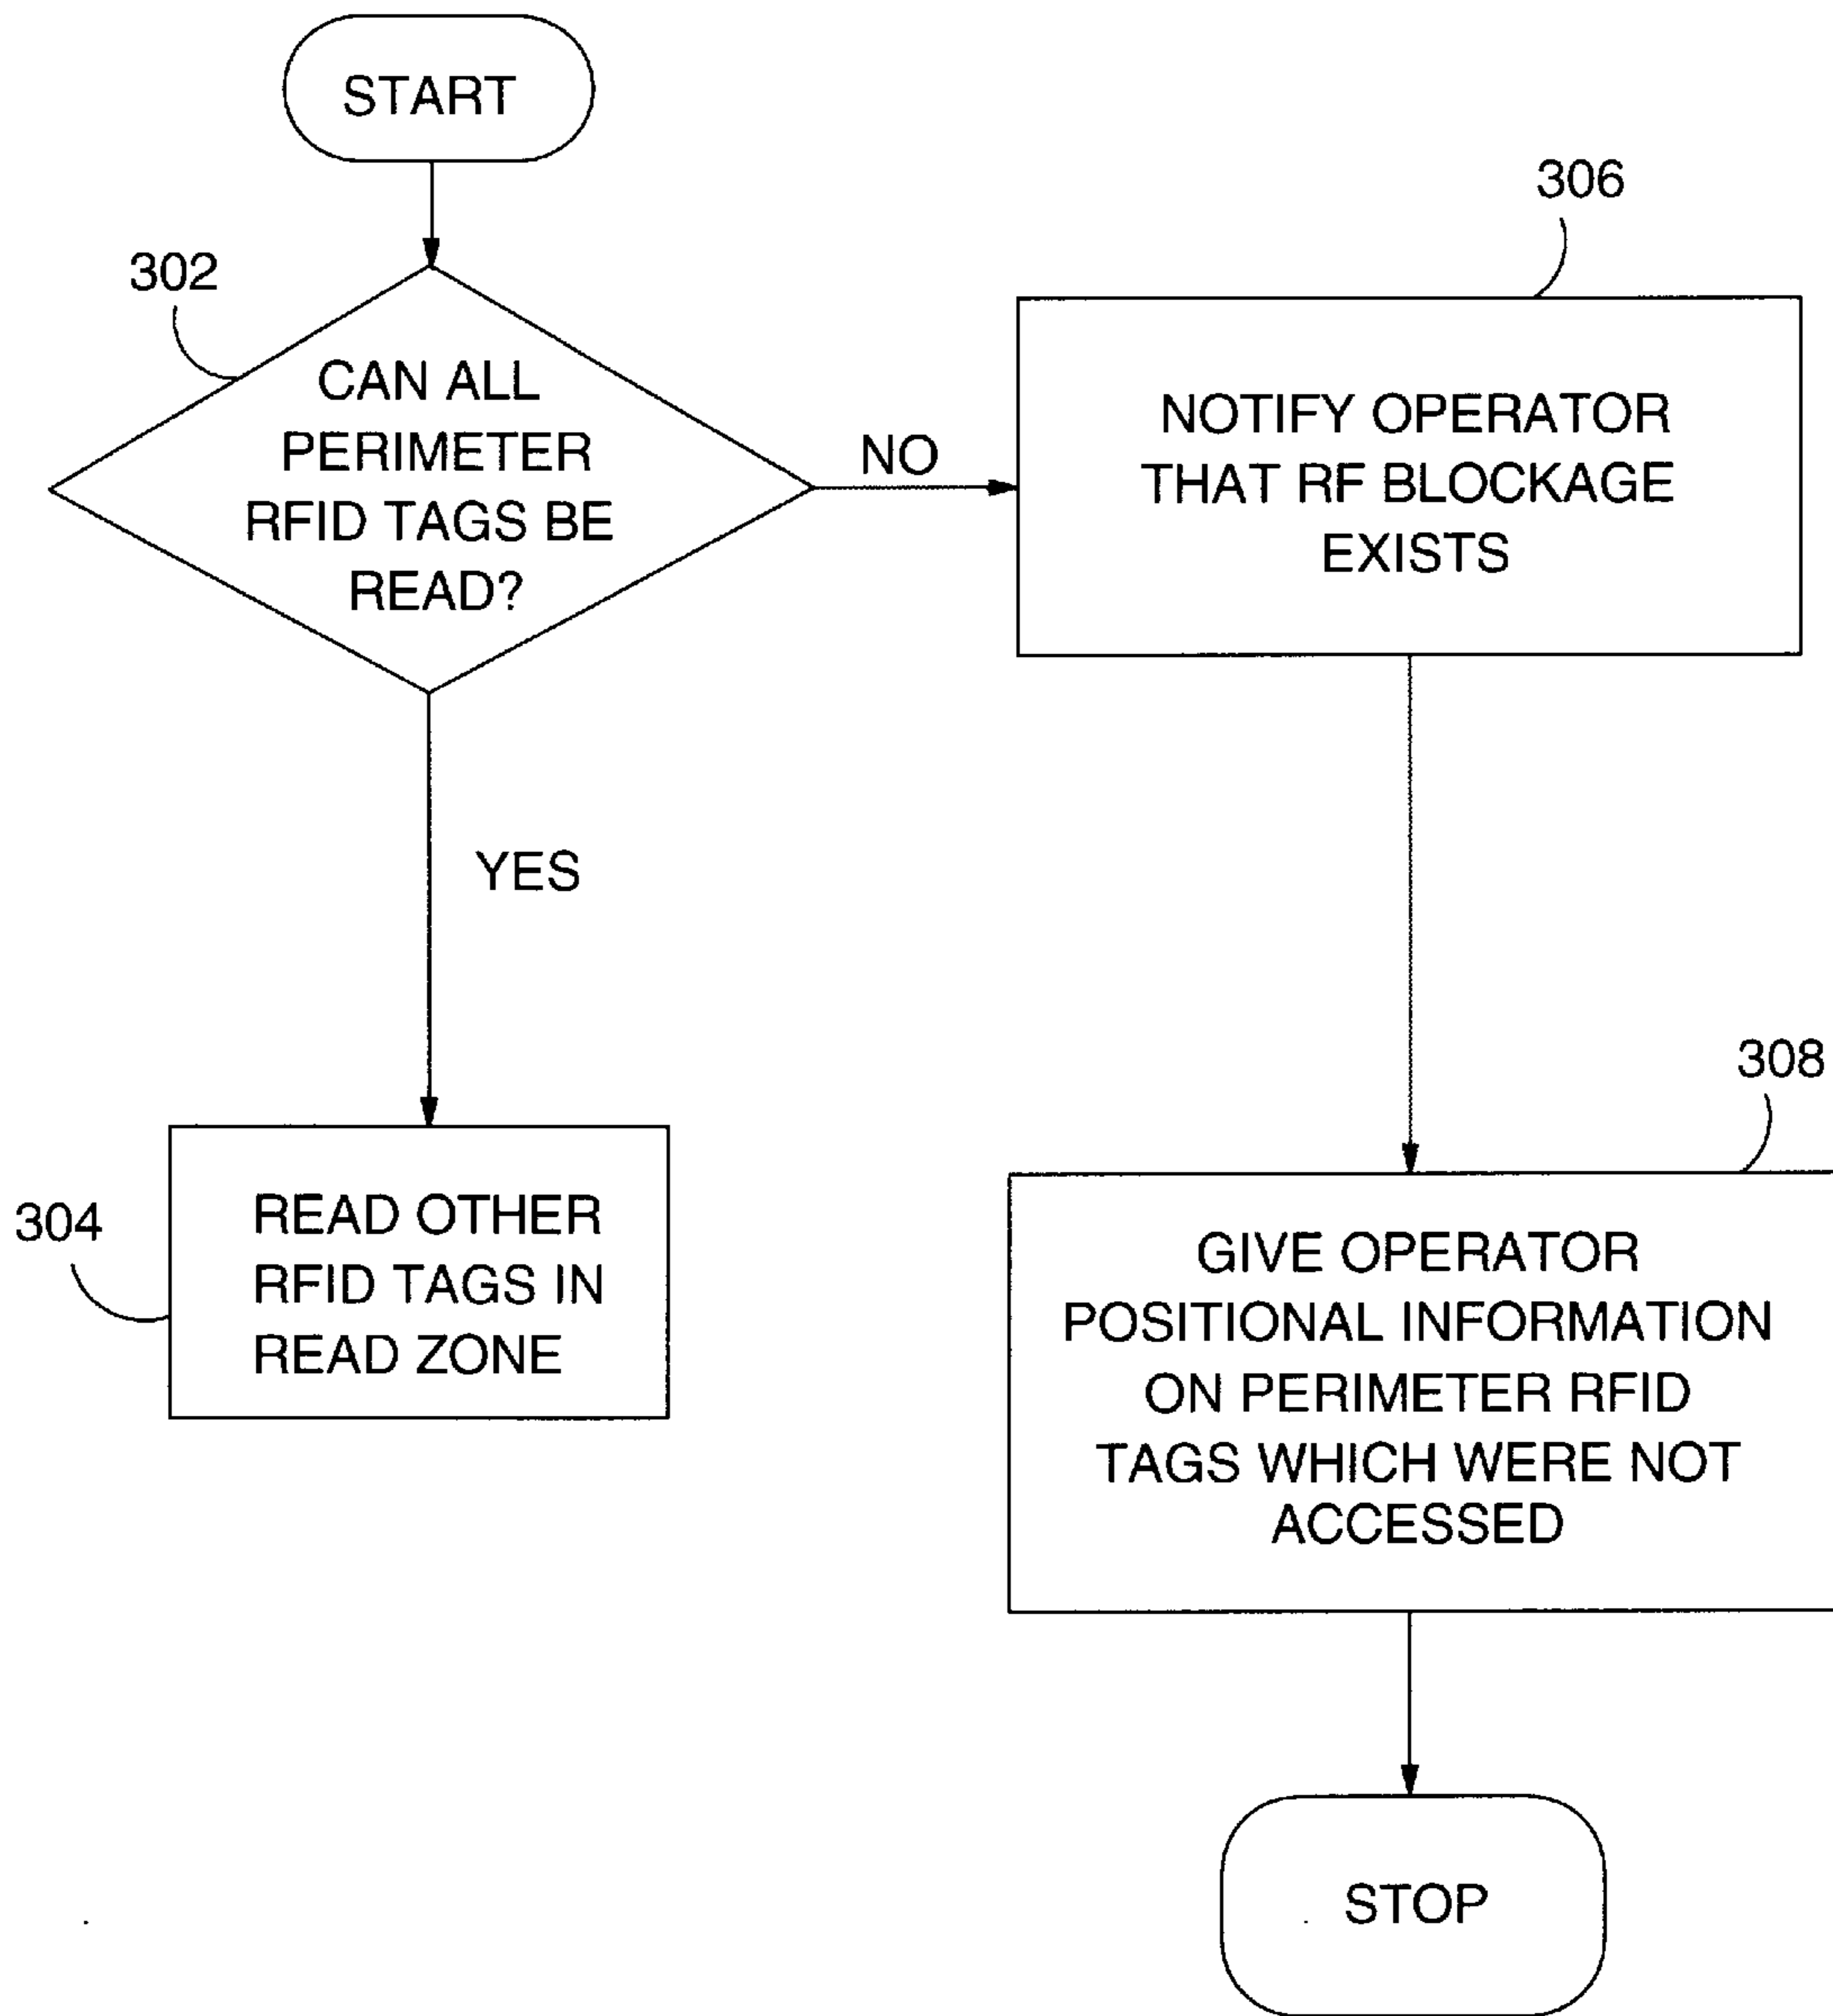 START
302
CAN ALL
PERIMETER
RFID TAGS BE
READ?
NO
306
NOTIFY OPERATOR
THAT RF BLOCKAGE
EXISTS
YES
304
READ OTHER
RFID TAGS IN
READ ZONE
308
GIVE OPERATOR
POSITIONAL INFORMATION
ON PERIMETER RFID
TAGS WHICH WERE NOT
ACCESSED
STOP